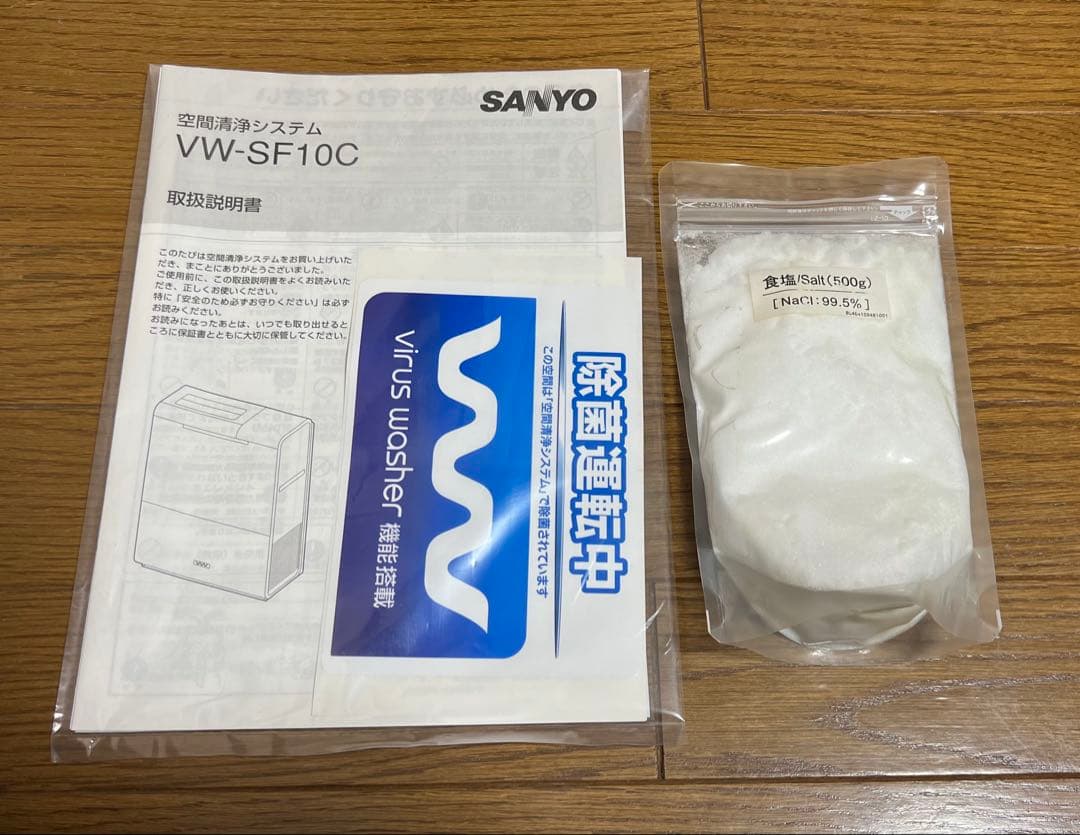 SANYO
空間清浄システム
VW-SF10C
取扱説明書
このたびは空間清浄システムをお買い上げいた
だき、まことにありがとうございました。
ご使用前に、この取扱説明書をよくお読みいた
だき、正しくお使いください。
特に「安全のため必ずお守りください」は必ず
お読みください。
お読みになったあとは、いつでも取り出せると
ころに保証書とともに大切に保管してください。
SANYO
除菌運転中
この空間は「空間清浄システム」で除菌されています
virus washer 機能搭載
食塩/Salt(500g)
[NaCl:99.5%]